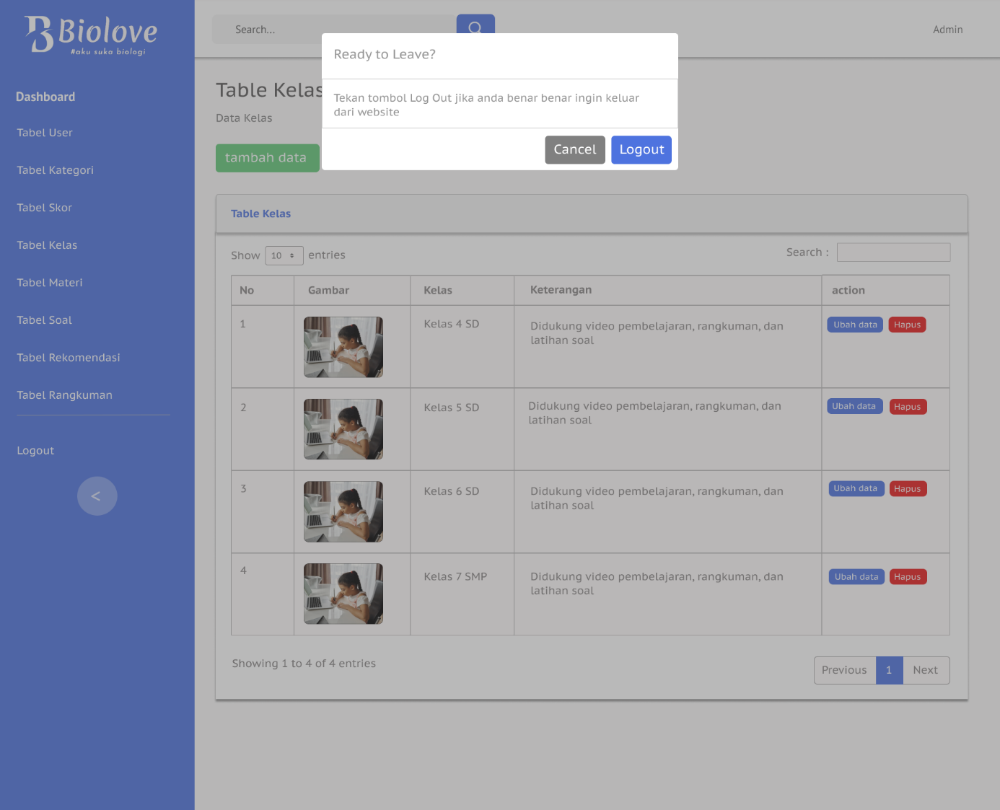 Biolove
#aku suka biologi
Dashboard
Tabel User
Tabel Kategori
Tabel Skor
Tabel Kelas
Tabel Materi
Tabel Soal
Tabel Rekomendasi
Tabel Rangkuman
Logout
<
Search...
Admin
Ready to Leave?
Tekan tombol Log Out jika anda benar benar ingin keluar
dari website
Cancel Logout
Table Kelas
Data Kelas
tambah data
Table Kelas
Show 10 entries Search :
No Gambar Kelas Keterangan action
1 Kelas 4 SD Didukung video pembelajaran, rangkuman, dan Ubah data Hapus
latihan soal
2 Kelas 5 SD Didukung video pembelajaran, rangkuman, dan Ubah data Hapus
latihan soal
3 Kelas 6 SD Didukung video pembelajaran, rangkuman, dan Ubah data Hapus
latihan soal
4 Kelas 7 SMP Didukung video pembelajaran, rangkuman, dan Ubah data Hapus
latihan soal
Showing 1 to 4 of 4 entries Previous 1 Next